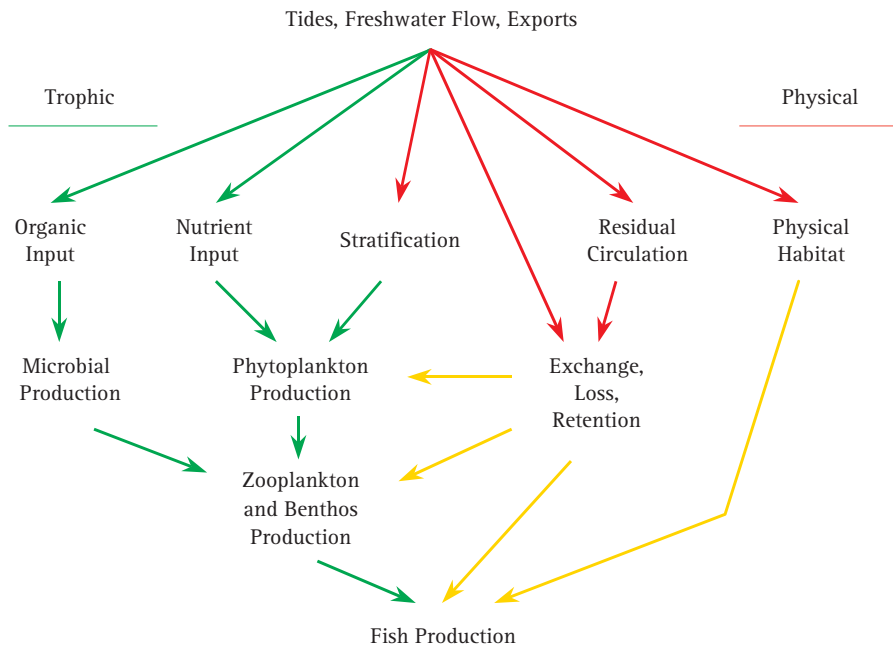 Tides, Freshwater Flow, Exports
Trophic
Physical
Organic
Input
Nutrient
Input
Stratification
Residual
Circulation
Physical
Habitat
Microbial
Production
Phytoplankton
Production
Exchange,
Loss,
Retention
Zooplankton
and Benthos
Production
Fish Production